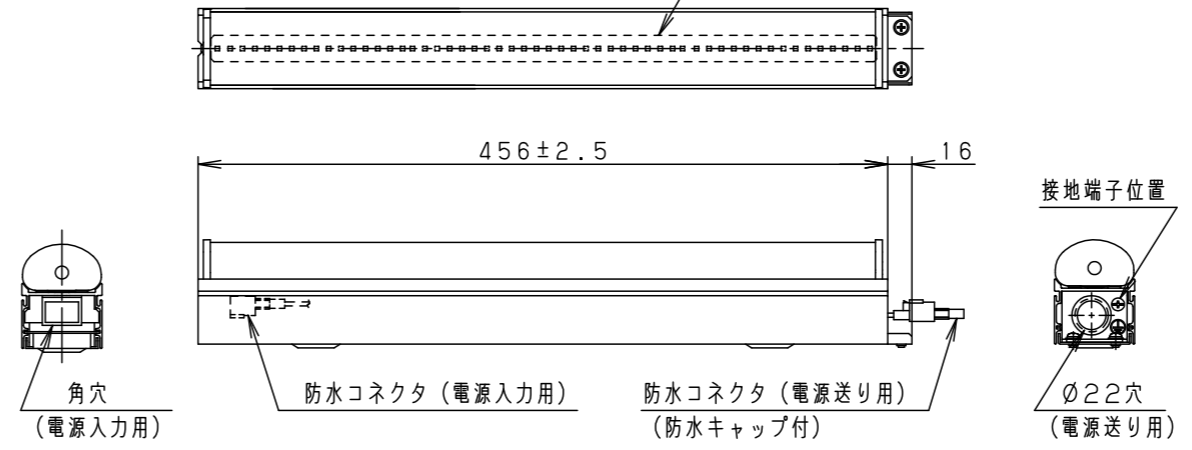 456±2.5
16
接地端子位置
角穴
(電源入力用)
防水コネクタ(電源入力用)
防水コネクタ(電源送り用)
(防水キャップ付)
Ø22穴
(電源送り用)